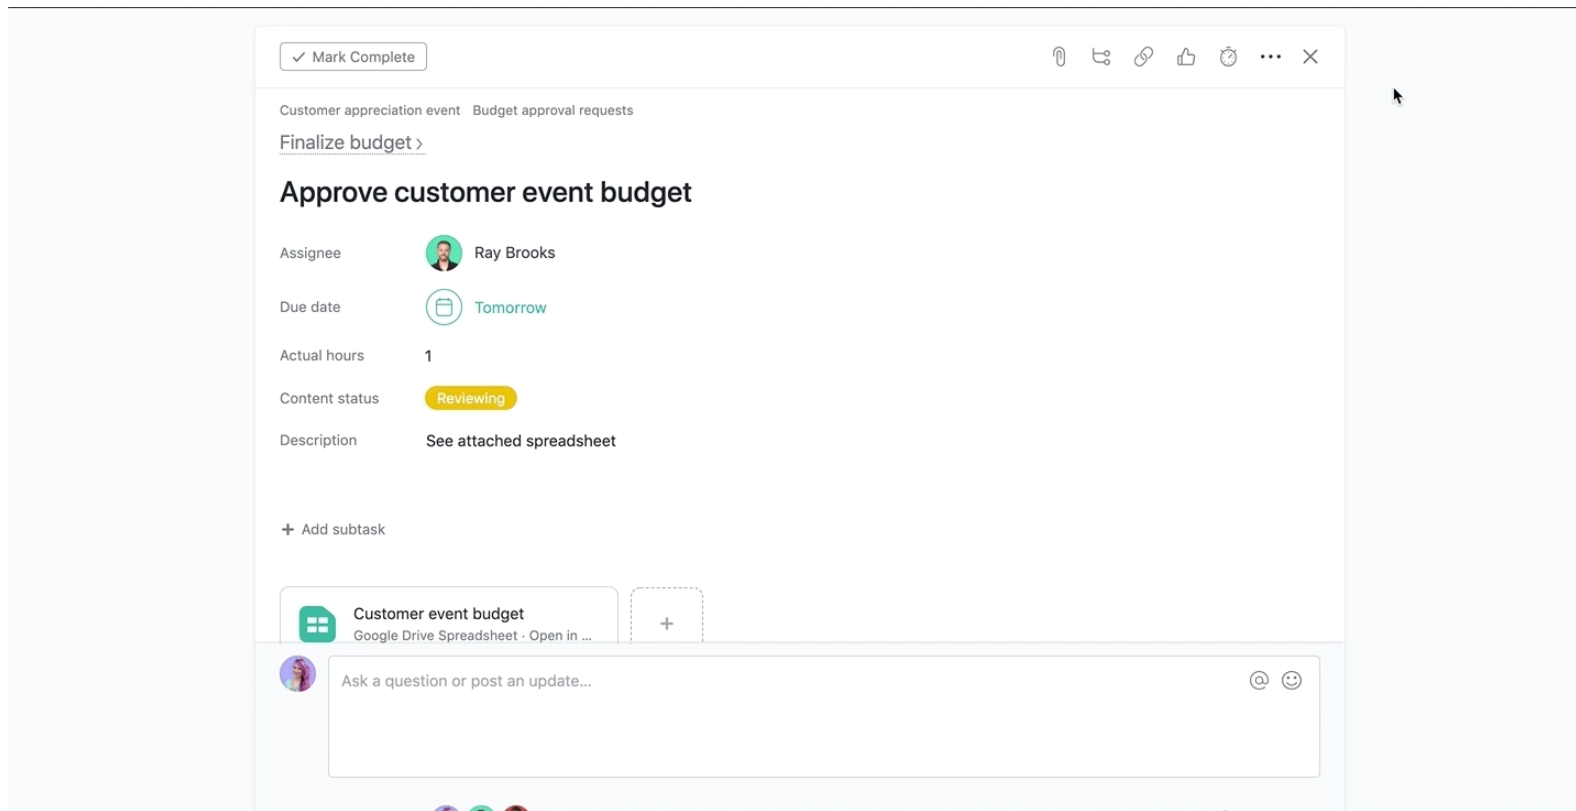 Mark Complete
Customer appreciation event Budget approval requests
Finalize budget ›
Approve customer event budget
Assignee Ray Brooks
Due date Tomorrow
Actual hours 1
Content status Reviewing
Description See attached spreadsheet
+ Add subtask
Customer event budget
Google Drive Spreadsheet · Open in ...
+
Ask a question or post an update...